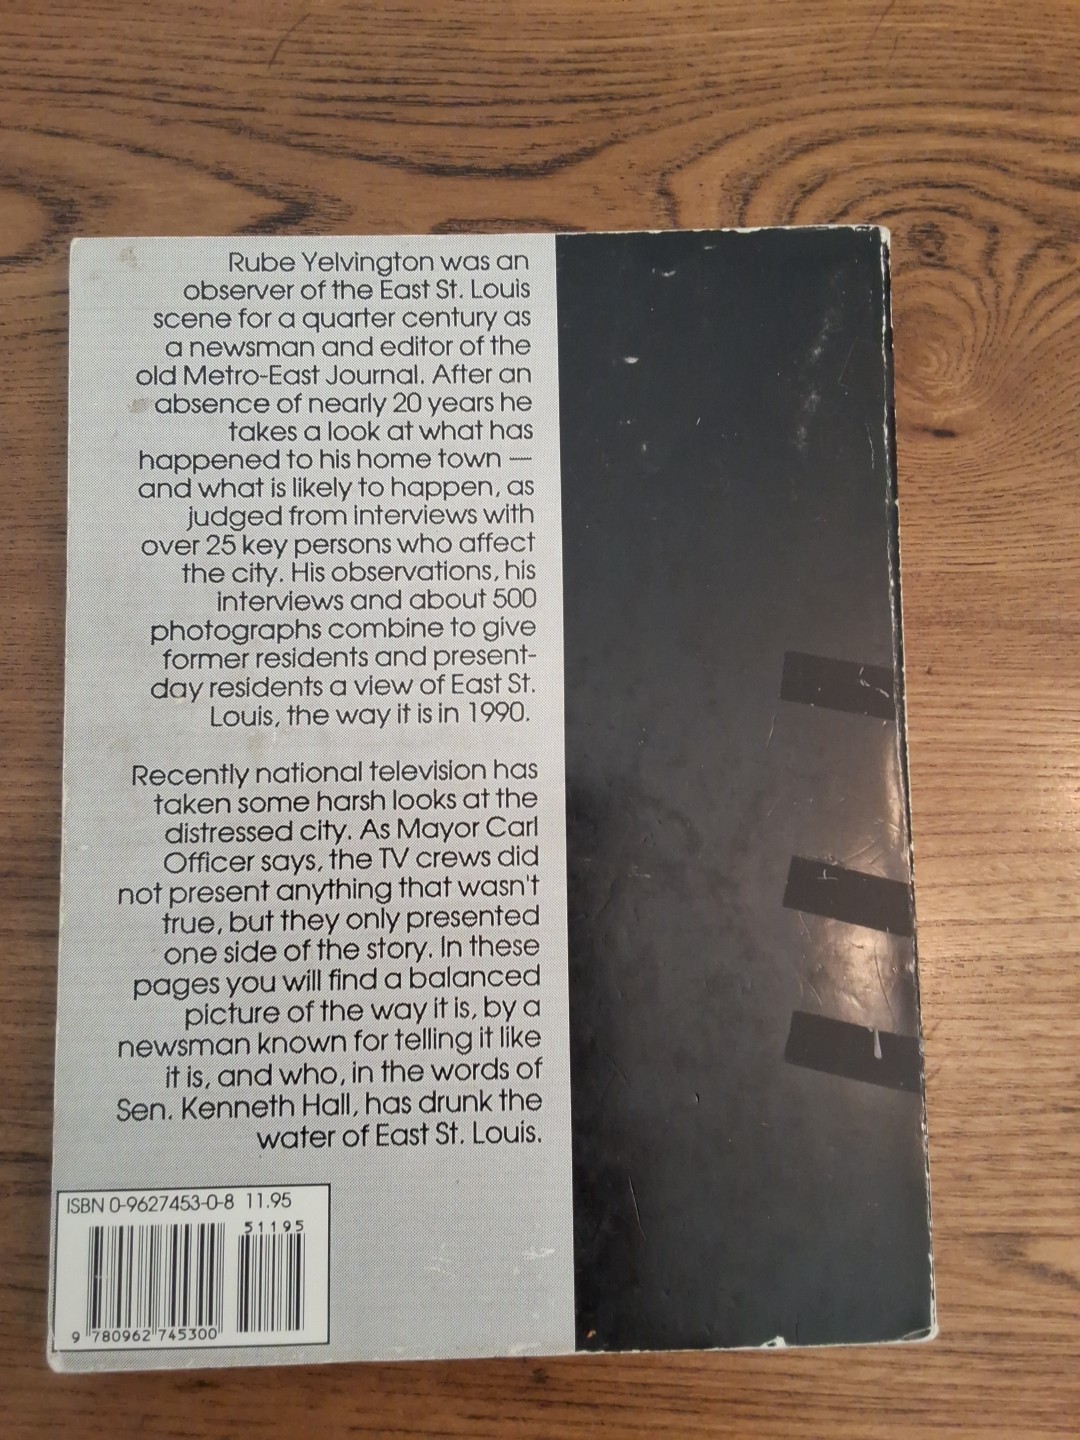 Rube Yelvington was an
observer of the East St. Louis
scene for a quarter century as
a newsman and editor of the
old Metro-East Journal. After an
absence of nearly 20 years he
takes a look at what has
happened to his home town —
and what is likely to happen, as
judged from interviews with
over 25 key persons who affect
the city. His observations, his
interviews and about 500
photographs combine to give
former residents and present-
day residents a view of East St.
Louis, the way it is in 1990.
Recently national television has
taken some harsh looks at the
distressed city. As Mayor Carl
Officer says, the TV crews did
not present anything that wasn't
true, but they only presented
one side of the story. In these
pages you will find a balanced
picture of the way it is, by a
newsman known for telling it like
it is, and who, in the words of
Sen. Kenneth Hall, has drunk the
water of East St. Louis.
ISBN 0-9627453-0-8 11.95
51195
9 780962 745300